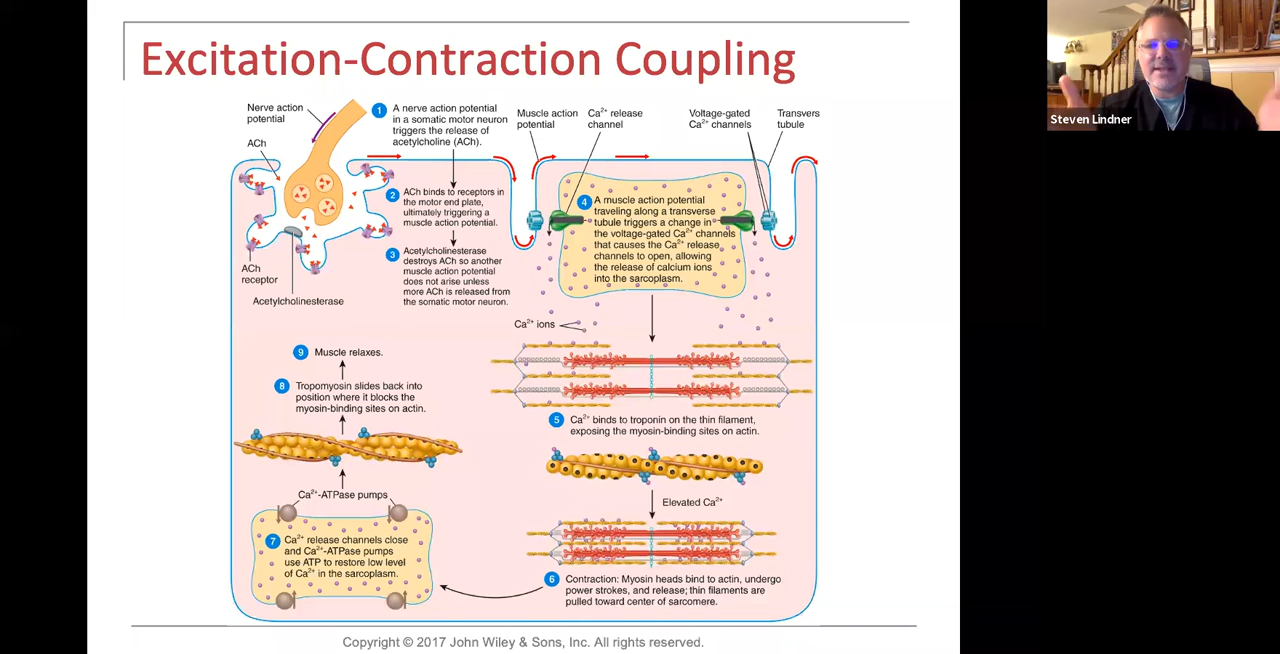 Excitation-Contraction Coupling
Nerve action
potential
ACh
1
A nerve action potential
in a somatic motor neuron
triggers the release of
acetylcholine (ACh).
Muscle action
potential
Ca²⁺ release
channel
Voltage-gated
Ca²⁺ channels
Transvers
tubule
2
ACh binds to receptors in
the motor end plate,
ultimately triggering a
muscle action potential.
3
Acetylcholinesterase
destroys ACh so another
muscle action potential
does not arise unless
more ACh is released from
the somatic motor neuron.
4
A muscle action potential
traveling along a transverse
tubule triggers a change in
the voltage-gated Ca²⁺ channels
that causes the Ca²⁺ release
channels to open, allowing
the release of calcium ions
into the sarcoplasm.
ACh
receptor
Acetylcholinesterase
Ca²⁺ ions
9
Muscle relaxes.
8
Tropomyosin slides back into
position where it blocks the
myosin-binding sites on actin.
5
Ca²⁺ binds to troponin on the thin filament,
exposing the myosin-binding sites on actin.
Ca²⁺-ATPase pumps
Elevated Ca²⁺
7
Ca²⁺ release channels close
and Ca²⁺-ATPase pumps
use ATP to restore low level
of Ca²⁺ in the sarcoplasm.
6
Contraction: Myosin heads bind to actin, undergo
power strokes, and release; thin filaments are
pulled toward center of sarcomere.
Copyright © 2017 John Wiley & Sons, Inc. All rights reserved.
Steven Lindner